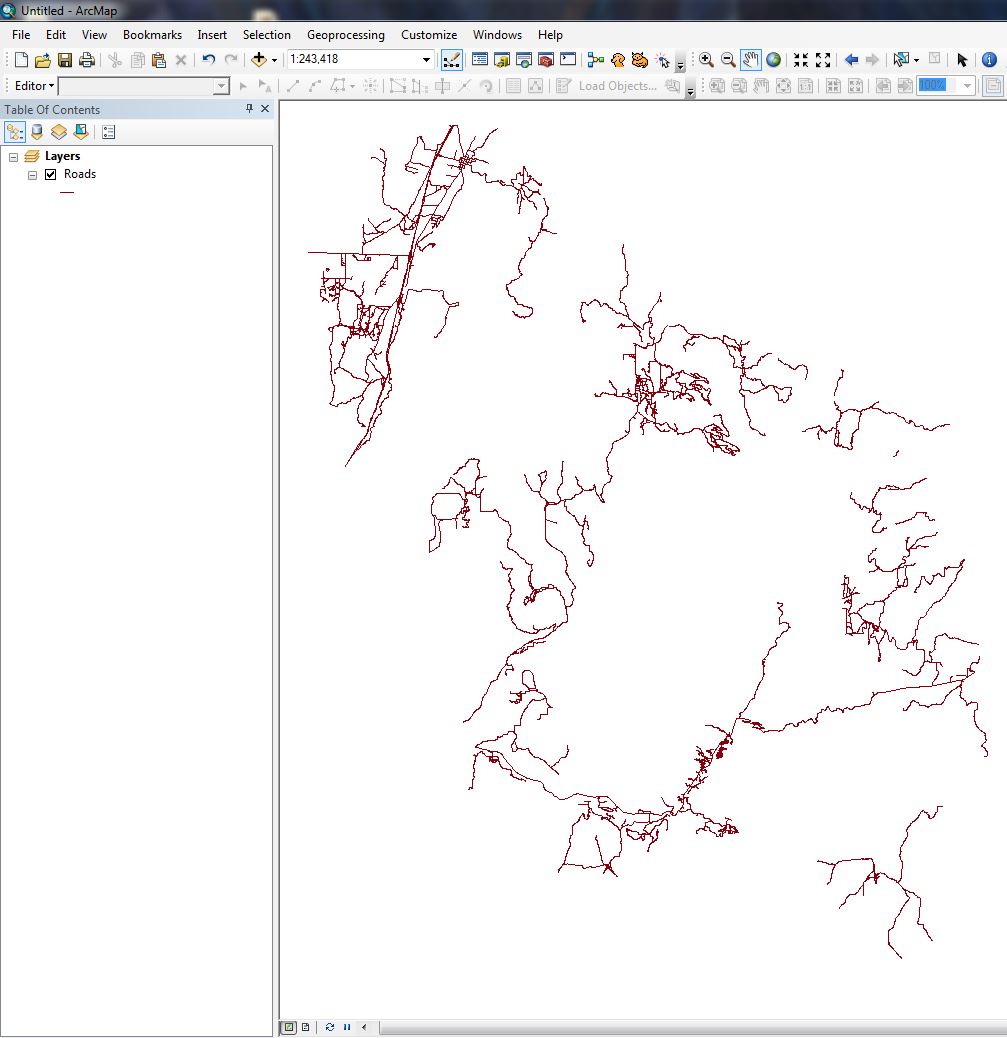 Untitled - ArcMap
File Edit View Bookmarks Insert Selection Geoprocessing Customize Windows Help
1:243,418
Editor Load Objects... 100%
Table Of Contents
Layers
Roads